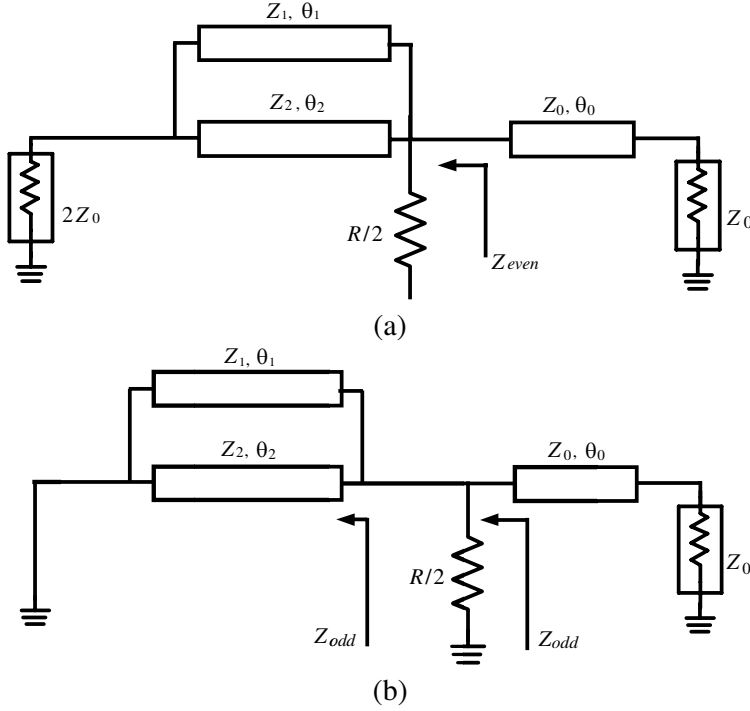 Z₁, θ₁
Z₂, θ₂
Z₀, θ₀
2Z₀
R/2
Z₀
Zeven
(a)
Z₁, θ₁
Z₂, θ₂
Z₀, θ₀
R/2
Z₀
Zodd
Zodd
(b)